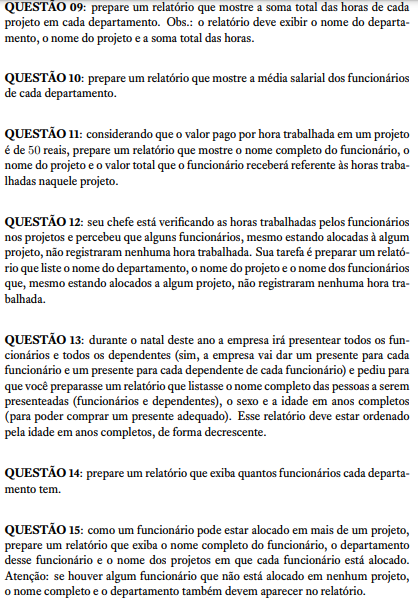 QUESTÃO 09: prepare um relatório que mostre a soma total das horas de cada
projeto em cada departamento. Obs.: o relatório deve exibir o nome do departa-
mento, o nome do projeto e a soma total das horas.
QUESTÃO 10: prepare um relatório que mostre a média salarial dos funcionários
de cada departamento.
QUESTÃO 11: considerando que o valor pago por hora trabalhada em um projeto
é de 50 reais, prepare um relatório que mostre o nome completo do funcionário, o
nome do projeto e o valor total que o funcionário receberá referente às horas traba-
lhadas naquele projeto.
QUESTÃO 12: seu chefe está verificando as horas trabalhadas pelos funcionários
nos projetos e percebeu que alguns funcionários, mesmo estando alocadas à algum
projeto, não registraram nenhuma hora trabalhada. Sua tarefa é preparar um relató-
rio que liste o nome do departamento, o nome do projeto e o nome dos funcionários
que, mesmo estando alocados a algum projeto, não registraram nenhuma hora tra-
balhada.
QUESTÃO 13: durante o natal deste ano a empresa irá presentear todos os fun-
cionários e todos os dependentes (sim, a empresa vai dar um presente para cada
funcionário e um presente para cada dependente de cada funcionário) e pediu para
que você preparasse um relatório que listasse o nome completo das pessoas a serem
presenteadas (funcionários e dependentes), o sexo e a idade em anos completos
(para poder comprar um presente adequado). Esse relatório deve estar ordenado
pela idade em anos completos, de forma decrescente.
QUESTÃO 14: prepare um relatório que exiba quantos funcionários cada departa-
mento tem.
QUESTÃO 15: como um funcionário pode estar alocado em mais de um projeto,
prepare um relatório que exiba o nome completo do funcionário, o departamento
desse funcionário e o nome dos projetos em que cada funcionário está alocado.
Atenção: se houver algum funcionário que não está alocado em nenhum projeto,
o nome completo e o departamento também devem aparecer no relatório.